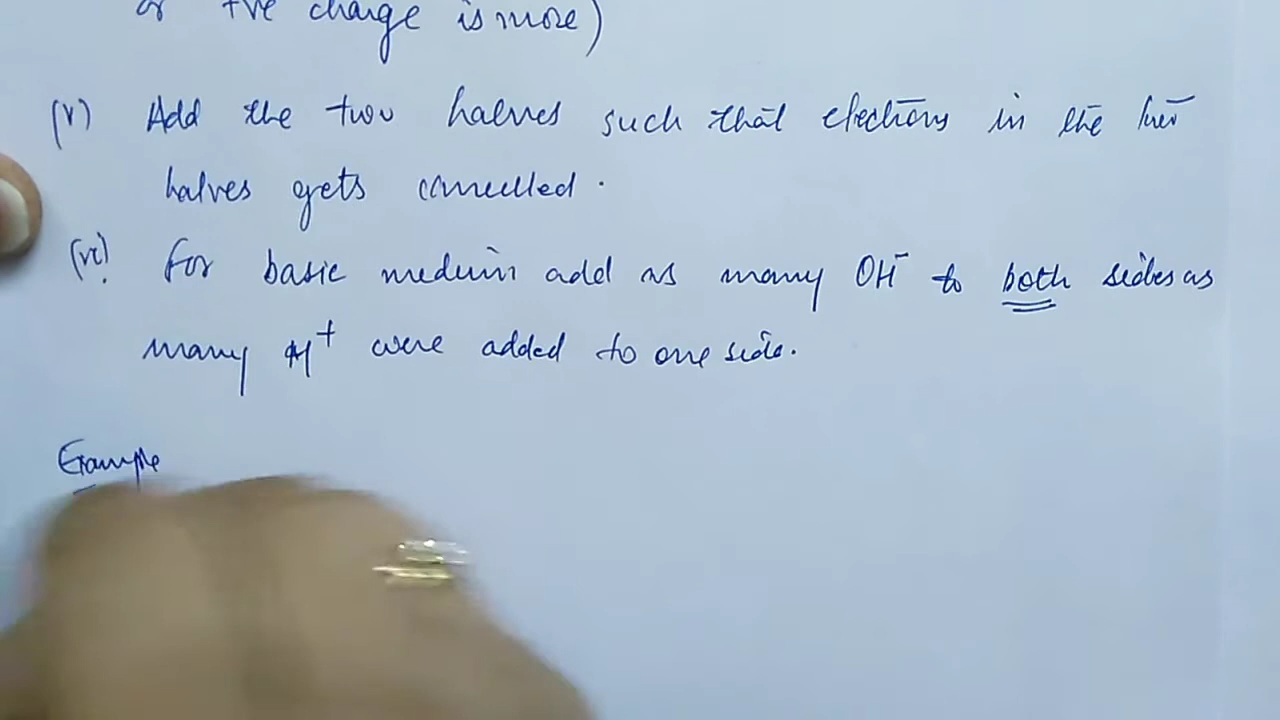 or +ve charge is more)
(v) Add the two halves such that electrons in the two
halves gets cancelled.
(vi) For basic medium add as many OH⁻ to both sides as
many H⁺ were added to one side.
Example